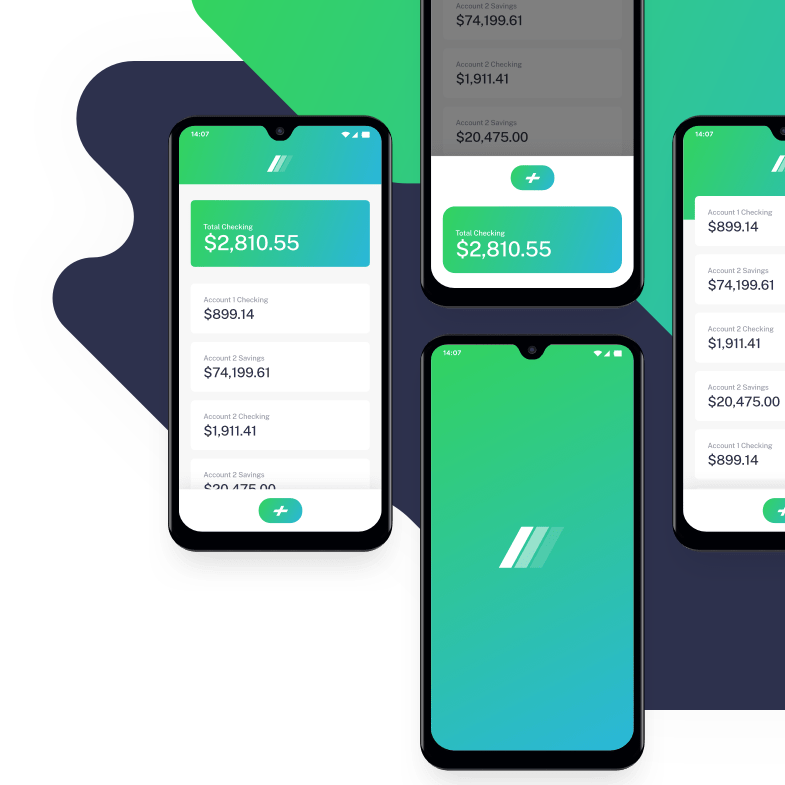 14:07
Total Checking
$2,810.55
Account 1 Checking
$899.14
Account 2 Savings
$74,199.61
Account 2 Checking
$1,911.41
Account 2 Savings
$20,475.00
Account 2 Savings
$74,199.61
Account 2 Checking
$1,911.41
Account 2 Savings
$20,475.00
Total Checking
$2,810.55
14:07
14:07
Account 1 Checking
$899.14
Account 2 Savings
$74,199.61
Account 2 Checking
$1,911.41
Account 2 Savings
$20,475.00
Account 1 Checking
$899.14